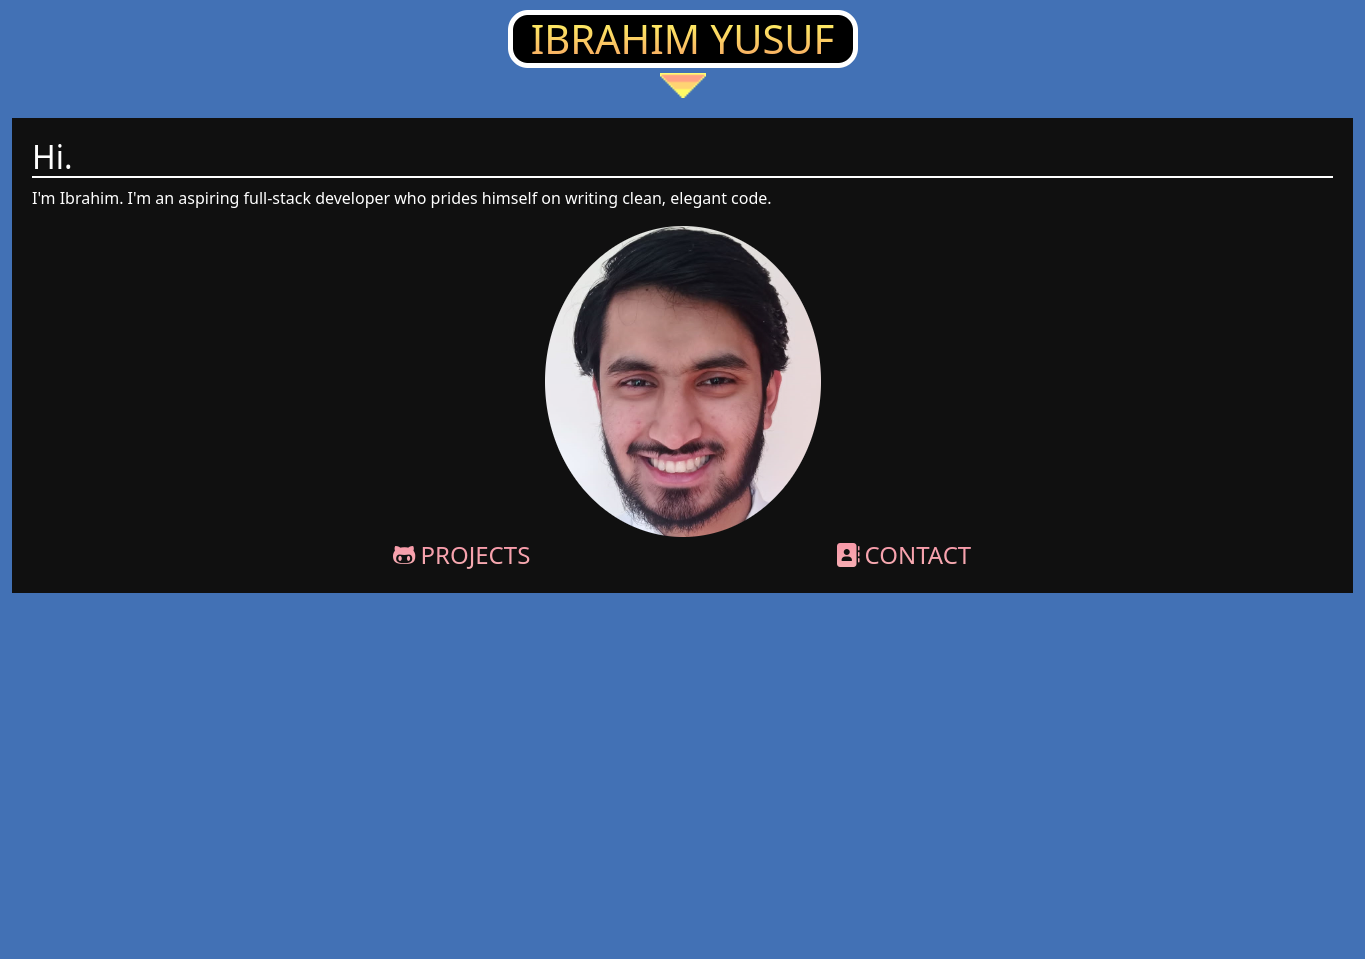 IBRAHIM YUSUF
Hi.
I'm Ibrahim. I'm an aspiring full-stack developer who prides himself on writing clean, elegant code.
PROJECTS
CONTACT